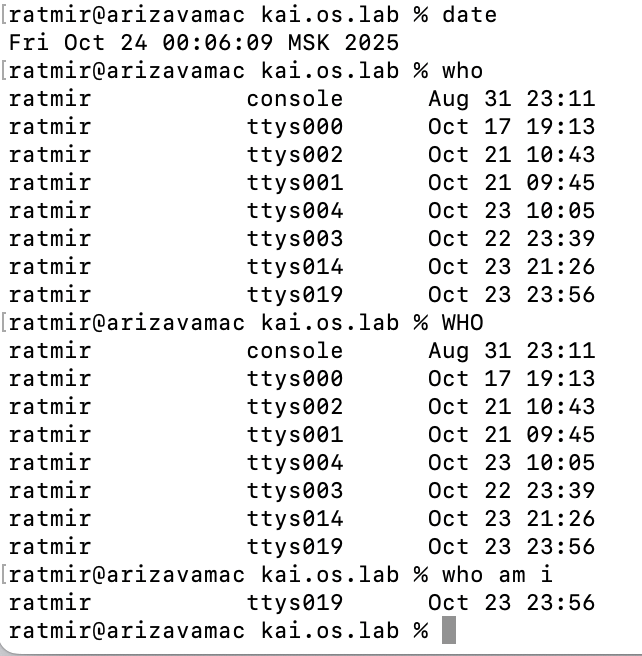 [ratmir@arizavamac kai.os.lab % date
Fri Oct 24 00:06:09 MSK 2025
[ratmir@arizavamac kai.os.lab % who
ratmir           console      Aug 31 23:11
ratmir           ttys000      Oct 17 19:13
ratmir           ttys002      Oct 21 10:43
ratmir           ttys001      Oct 21 09:45
ratmir           ttys004      Oct 23 10:05
ratmir           ttys003      Oct 22 23:39
ratmir           ttys014      Oct 23 21:26
ratmir           ttys019      Oct 23 23:56
[ratmir@arizavamac kai.os.lab % WHO
ratmir           console      Aug 31 23:11
ratmir           ttys000      Oct 17 19:13
ratmir           ttys002      Oct 21 10:43
ratmir           ttys001      Oct 21 09:45
ratmir           ttys004      Oct 23 10:05
ratmir           ttys003      Oct 22 23:39
ratmir           ttys014      Oct 23 21:26
ratmir           ttys019      Oct 23 23:56
[ratmir@arizavamac kai.os.lab % who am i
ratmir           ttys019      Oct 23 23:56
ratmir@arizavamac kai.os.lab %